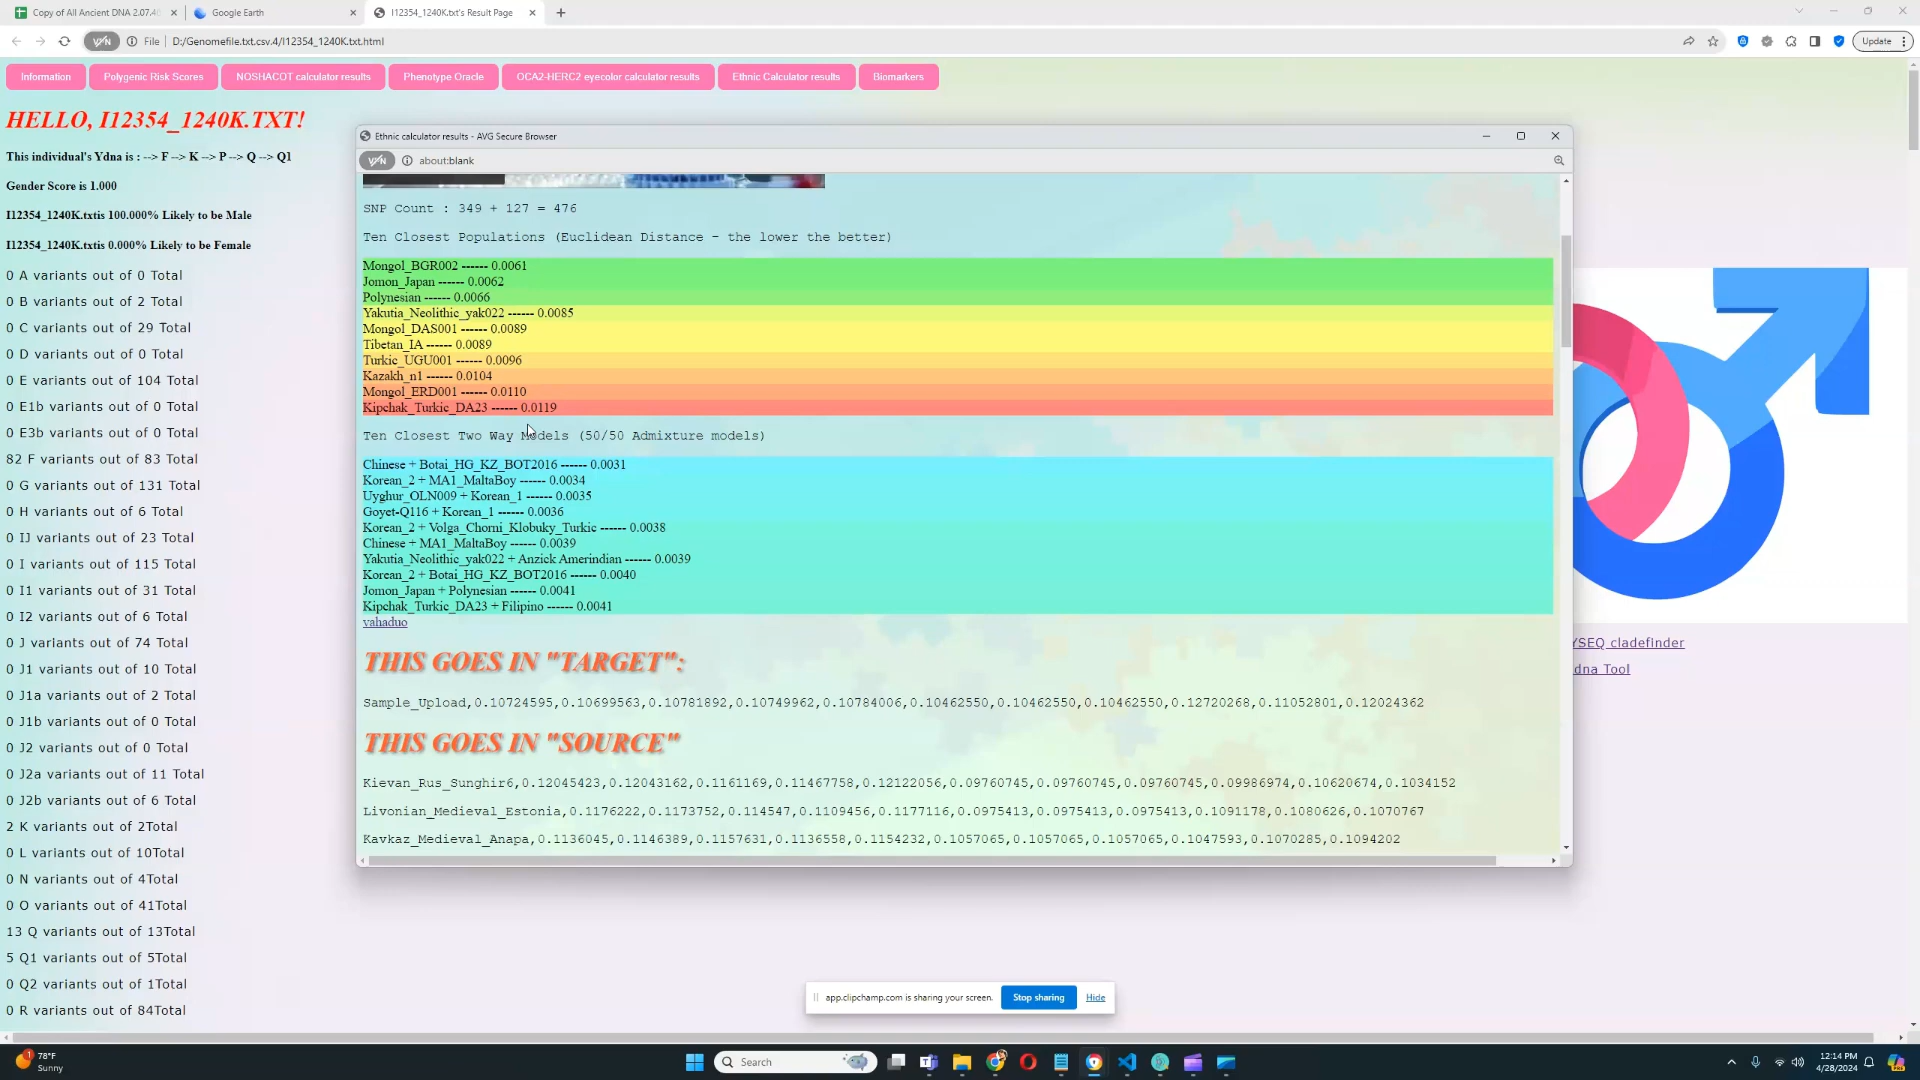 Copy of All Ancient DNA 2.07.48
Google Earth
I12354_1240K.txt's Result Page
VPN
File
D:/Genomefile.txt.csv.4/I12354_1240K.txt.html
Update
Information
Polygenic Risk Scores
NOSHACOT calculator results
Phenotype Oracle
OCA2-HERC2 eyecolor calculator results
Ethnic Calculator results
Biomarkers
HELLO, I12354_1240K.TXT!
This individual's Ydna is : --> F --> K --> P --> Q --> Q1
Gender Score is 1.000
I12354_1240K.txtis 100.000% Likely to be Male
I12354_1240K.txtis 0.000% Likely to be Female
0 A variants out of 0 Total
0 B variants out of 2 Total
0 C variants out of 29 Total
0 D variants out of 0 Total
0 E variants out of 104 Total
0 E1b variants out of 0 Total
0 E3b variants out of 0 Total
82 F variants out of 83 Total
0 G variants out of 131 Total
0 H variants out of 6 Total
0 IJ variants out of 23 Total
0 I variants out of 115 Total
0 I1 variants out of 31 Total
0 I2 variants out of 6 Total
0 J variants out of 74 Total
0 J1 variants out of 10 Total
0 J1a variants out of 2 Total
0 J1b variants out of 0 Total
0 J2 variants out of 0 Total
0 J2a variants out of 11 Total
0 J2b variants out of 6 Total
2 K variants out of 2Total
0 L variants out of 10Total
0 N variants out of 4Total
0 O variants out of 41Total
13 Q variants out of 13Total
5 Q1 variants out of 5Total
0 Q2 variants out of 1Total
0 R variants out of 84Total
Ethnic calculator results - AVG Secure Browser
VPN
about:blank
SNP Count : 349 + 127 = 476
Ten Closest Populations (Euclidean Distance - the lower the better)
Mongol_BGR002 ------ 0.0061
Jomon_Japan ------ 0.0062
Polynesian ------ 0.0066
Yakutia_Neolithic_yak022 ------ 0.0085
Mongol_DAS001 ------ 0.0089
Tibetan_IA ------ 0.0089
Turkic_UGU001 ------ 0.0096
Kazakh_n1 ------ 0.0104
Mongol_ERD001 ------ 0.0110
Kipchak_Turkic_DA23 ------ 0.0119
Ten Closest Two Way Models (50/50 Admixture models)
Chinese + Botai_HG_KZ_BOT2016 ------ 0.0031
Korean_2 + MA1_MaltaBoy ------ 0.0034
Uyghur_OLN009 + Korean_1 ------ 0.0035
Goyet-Q116 + Korean_1 ------ 0.0036
Korean_2 + Volga_Chorni_Klobuky_Turkic ------ 0.0038
Chinese + MA1_MaltaBoy ------ 0.0039
Yakutia_Neolithic_yak022 + Anzick Amerindian ------ 0.0039
Korean_2 + Botai_HG_KZ_BOT2016 ------ 0.0040
Jomon_Japan + Polynesian ------ 0.0041
Kipchak_Turkic_DA23 + Filipino ------ 0.0041
vahaduo
THIS GOES IN "TARGET":
Sample_Upload,0.10724595,0.10699563,0.10781892,0.10749962,0.10784006,0.10462550,0.10462550,0.10462550,0.12720268,0.11052801,0.12024362
THIS GOES IN "SOURCE"
Kievan_Rus_Sunghir6,0.12045423,0.12043162,0.1161169,0.11467758,0.12122056,0.09760745,0.09760745,0.09760745,0.09986974,0.10620674,0.1034152
Livonian_Medieval_Estonia,0.1176222,0.1173752,0.114547,0.1109456,0.1177116,0.0975413,0.0975413,0.0975413,0.1091178,0.1080626,0.1070767
Kavkaz_Medieval_Anapa,0.1136045,0.1146389,0.1157631,0.1136558,0.1154232,0.1057065,0.1057065,0.1057065,0.1047593,0.1070285,0.1094202
YSEQ cladefinder
dna Tool
app.clipchamp.com is sharing your screen.
Stop sharing
Hide
1
78°F
Sunny
Search
12:14 PM
4/28/2024